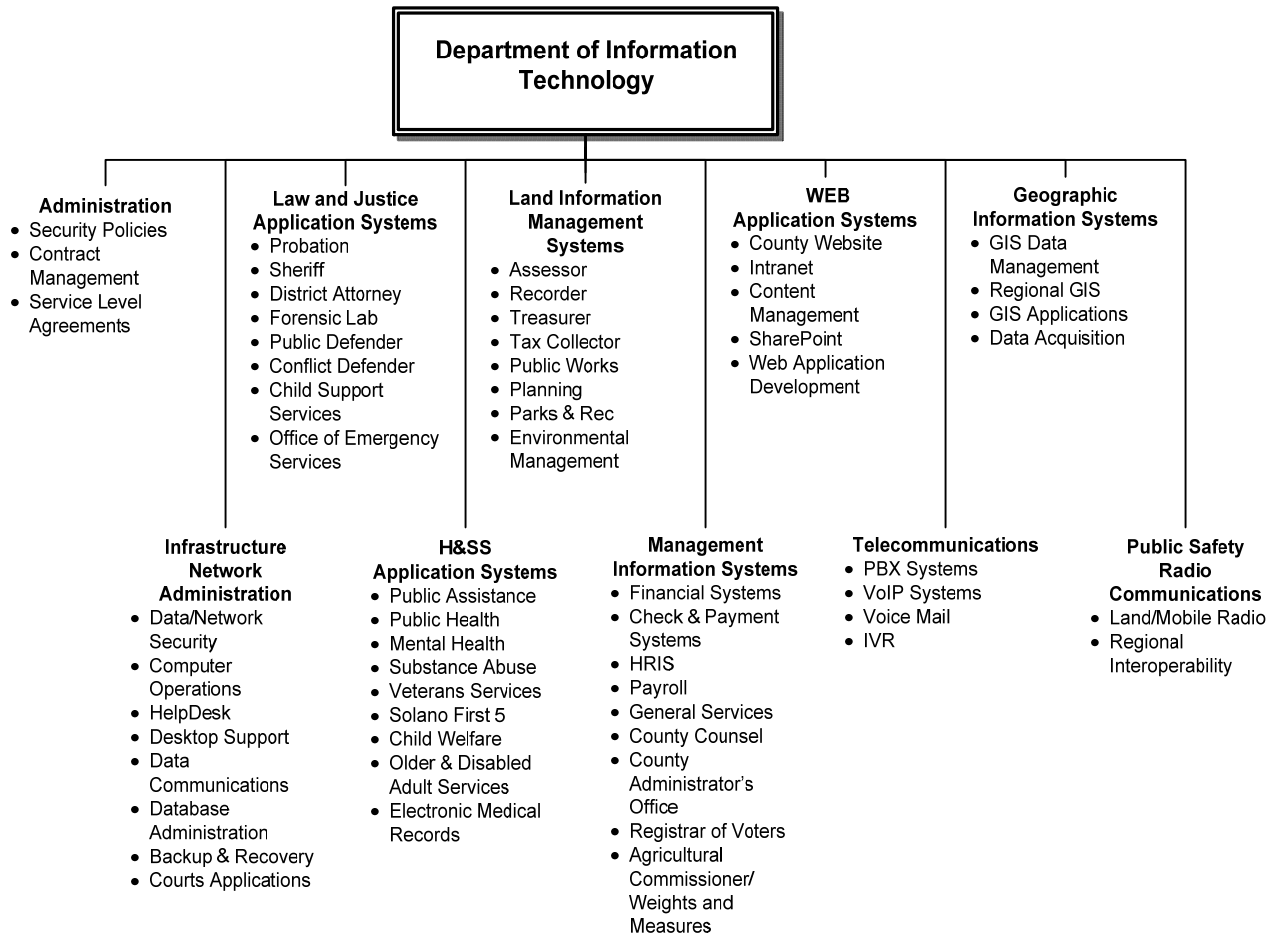 Department of Information
Technology
Administration
• Security Policies
• Contract
Management
• Service Level
Agreements
Law and Justice
Application Systems
• Probation
• Sheriff
• District Attorney
• Forensic Lab
• Public Defender
• Conflict Defender
• Child Support
Services
• Office of Emergency
Services
Land Information
Management
Systems
• Assessor
• Recorder
• Treasurer
• Tax Collector
• Public Works
• Planning
• Parks & Rec
• Environmental
Management
WEB
Application Systems
• County Website
• Intranet
• Content
Management
• SharePoint
• Web Application
Development
Geographic
Information Systems
• GIS Data
Management
• Regional GIS
• GIS Applications
• Data Acquisition
Infrastructure
Network
Administration
• Data/Network
Security
• Computer
Operations
• HelpDesk
• Desktop Support
• Data
Communications
• Database
Administration
• Backup & Recovery
• Courts Applications
H&SS
Application Systems
• Public Assistance
• Public Health
• Mental Health
• Substance Abuse
• Veterans Services
• Solano First 5
• Child Welfare
• Older & Disabled
Adult Services
• Electronic Medical
Records
Management
Information Systems
• Financial Systems
• Check & Payment
Systems
• HRIS
• Payroll
• General Services
• County Counsel
• County
Administrator's
Office
• Registrar of Voters
• Agricultural
Commissioner/
Weights and
Measures
Telecommunications
• PBX Systems
• VoIP Systems
• Voice Mail
• IVR
Public Safety
Radio
Communications
• Land/Mobile Radio
• Regional
Interoperability